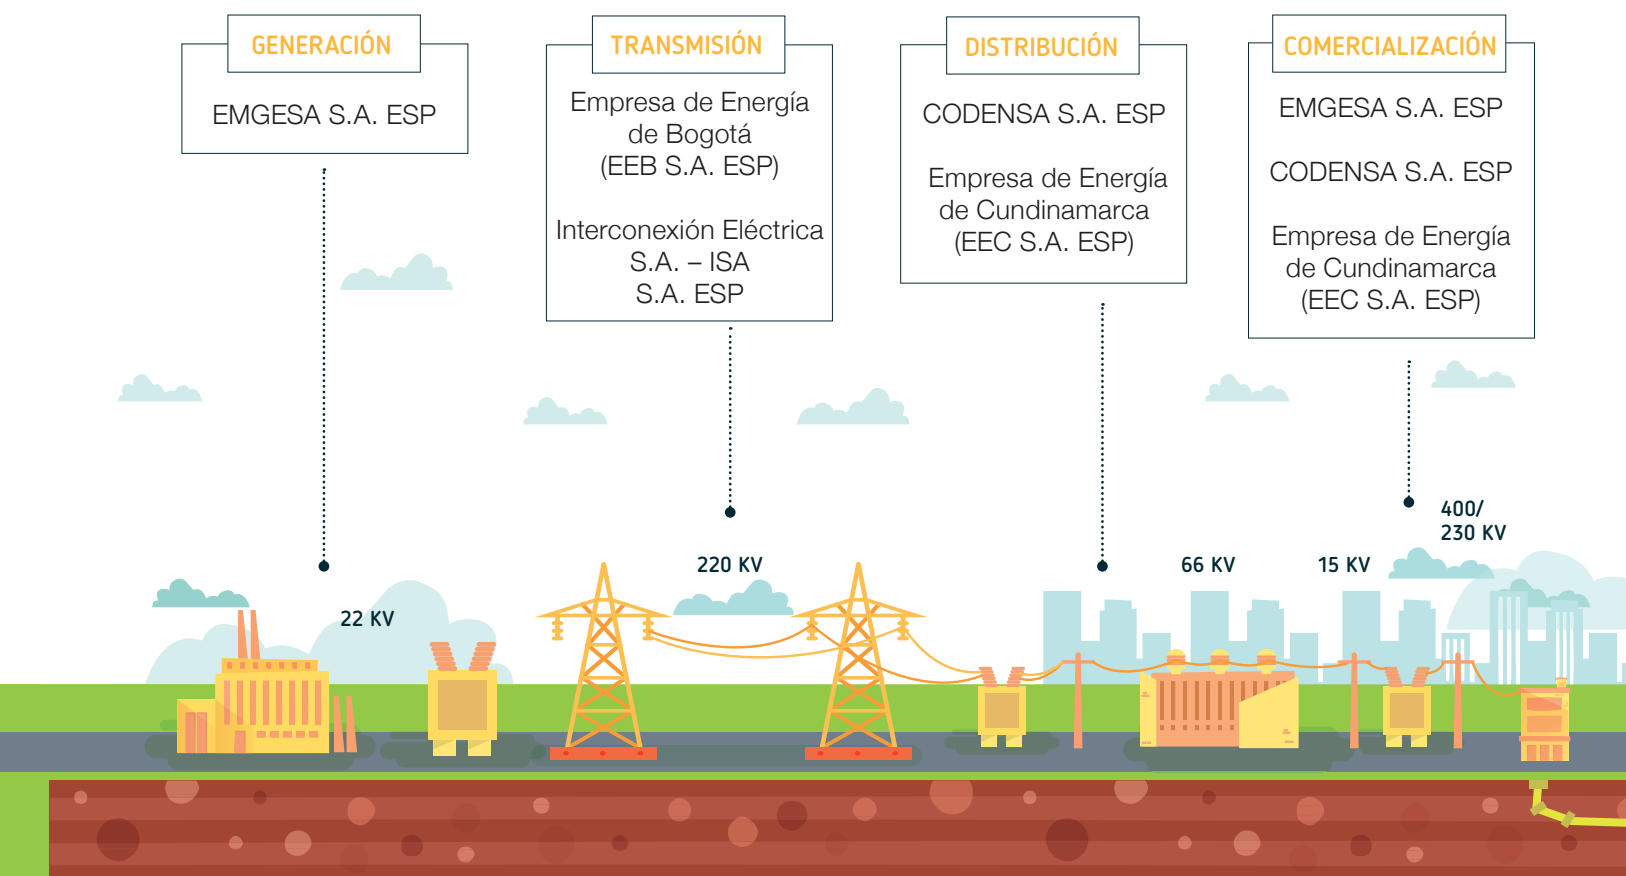 GENERACIÓN
EMGESA S.A. ESP
TRANSMISIÓN
Empresa de Energía
de Bogotá
(EEB S.A. ESP)
Interconexión Eléctrica
S.A. – ISA
S.A. ESP
DISTRIBUCIÓN
CODENSA S.A. ESP
Empresa de Energía
de Cundinamarca
(EEC S.A. ESP)
COMERCIALIZACIÓN
EMGESA S.A. ESP
CODENSA S.A. ESP
Empresa de Energía
de Cundinamarca
(EEC S.A. ESP)
22 KV
220 KV
66 KV
15 KV
400/
230 KV